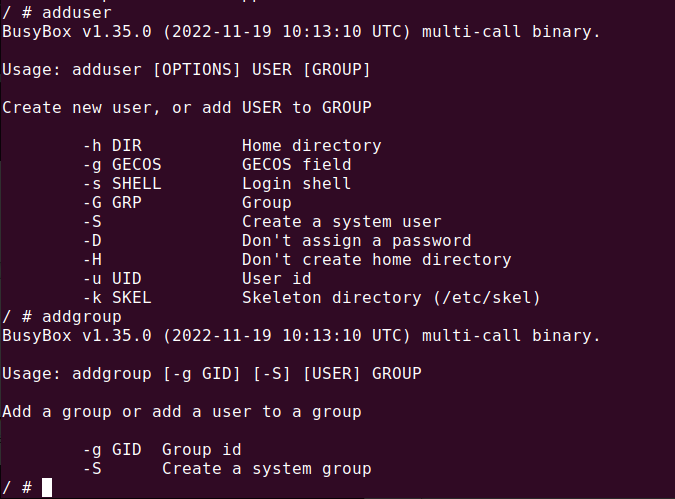 / # adduser
BusyBox v1.35.0 (2022-11-19 10:13:10 UTC) multi-call binary.
Usage: adduser [OPTIONS] USER [GROUP]
Create new user, or add USER to GROUP
-h DIR Home directory
-g GECOS GECOS field
-s SHELL Login shell
-G GRP Group
-S Create a system user
-D Don't assign a password
-H Don't create home directory
-u UID User id
-k SKEL Skeleton directory (/etc/skel)
/ # addgroup
BusyBox v1.35.0 (2022-11-19 10:13:10 UTC) multi-call binary.
Usage: addgroup [-g GID] [-S] [USER] GROUP
Add a group or add a user to a group
-g GID Group id
-S Create a system group
/ #